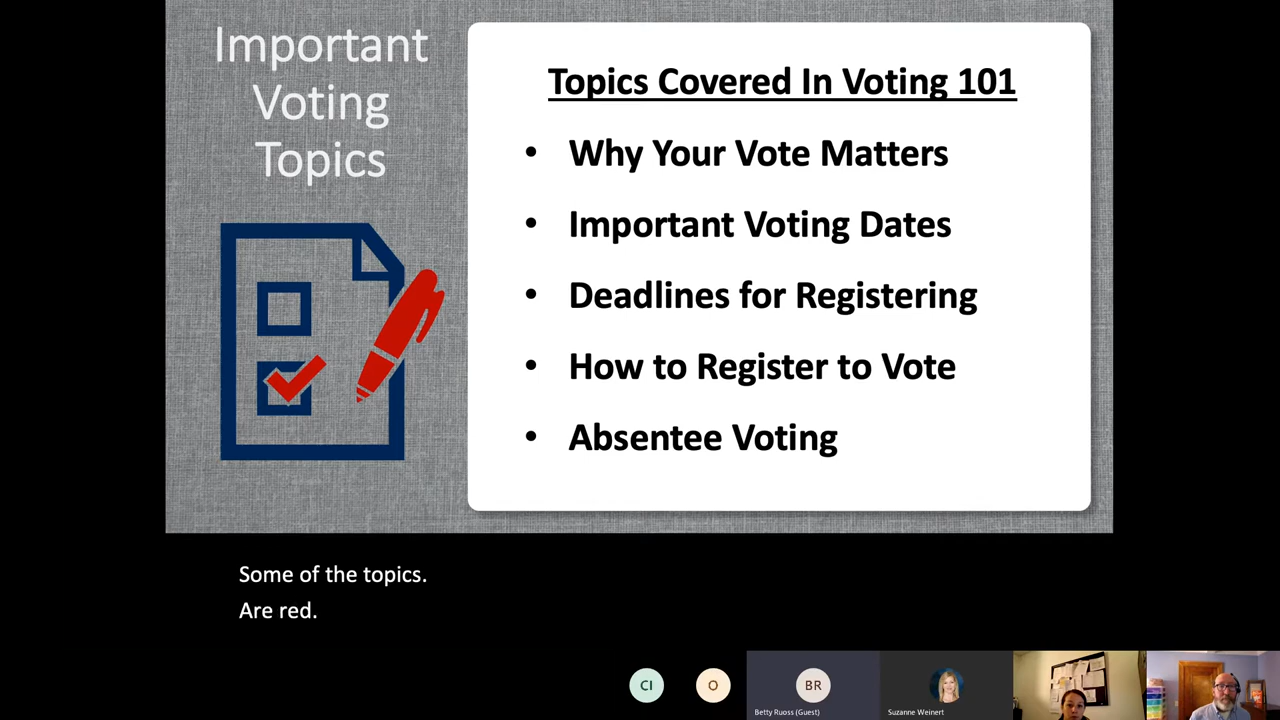 Important
Voting
Topics
Topics Covered In Voting 101
• Why Your Vote Matters
• Important Voting Dates
• Deadlines for Registering
• How to Register to Vote
• Absentee Voting
Some of the topics.
Are red.
CI
O
BR
Betty Ruoss (Guest)
Suzanne Weinert